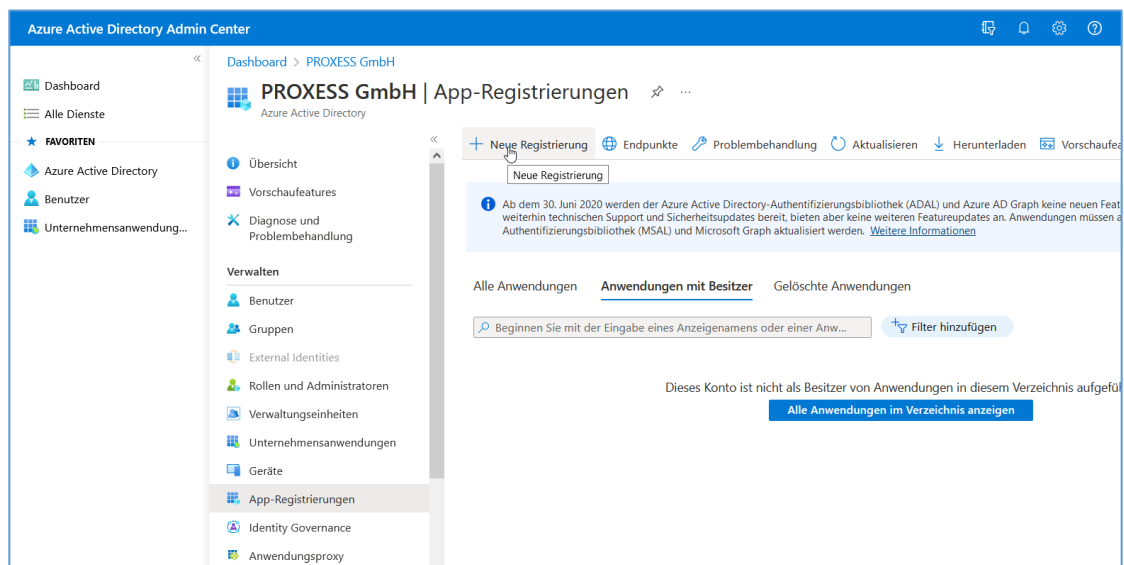 Azure Active Directory Admin Center
Dashboard > PROXESS GmbH
Dashboard
Alle Dienste
FAVORITEN
Azure Active Directory
Benutzer
Unternehmensanwendung...
PROXESS GmbH | App-Registrierungen
Azure Active Directory
Übersicht
Vorschaufeatures
Diagnose und
Problembehandlung
Verwalten
Benutzer
Gruppen
External Identities
Rollen und Administratoren
Verwaltungseinheiten
Unternehmensanwendungen
Geräte
App-Registrierungen
Identity Governance
Anwendungsproxy
Neue Registrierung Endpunkte Problembehandlung Aktualisieren Herunterladen Vorschaufea
Neue Registrierung
Ab dem 30. Juni 2020 werden der Azure Active Directory-Authentifizierungsbibliothek (ADAL) und Azure AD Graph keine neuen Feat
weiterhin technischen Support und Sicherheitsupdates bereit, bieten aber keine weiteren Featureupdates an. Anwendungen müssen a
Authentifizierungsbibliothek (MSAL) und Microsoft Graph aktualisiert werden. Weitere Informationen
Alle Anwendungen Anwendungen mit Besitzer Gelöschte Anwendungen
Beginnen Sie mit der Eingabe eines Anzeigenamens oder einer Anw... Filter hinzufügen
Dieses Konto ist nicht als Besitzer von Anwendungen in diesem Verzeichnis aufgefüh
Alle Anwendungen im Verzeichnis anzeigen